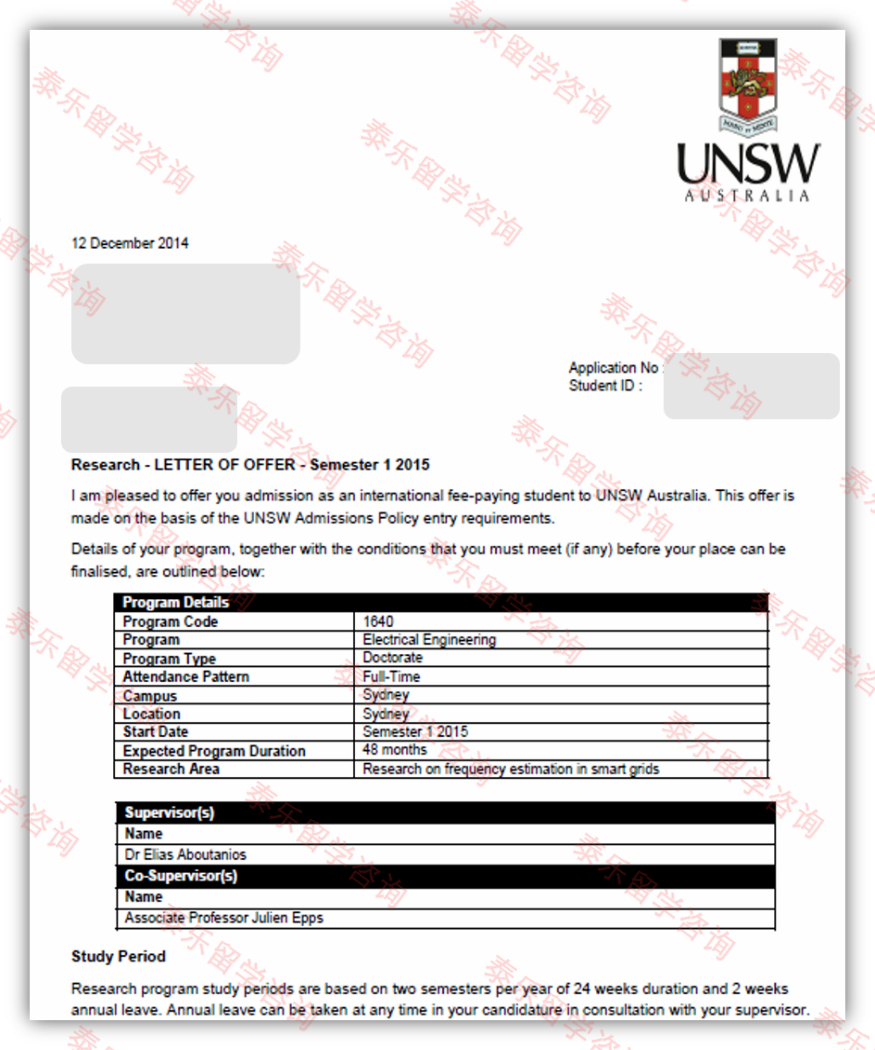 UNSW
AUSTRALIA
12 December 2014
Application No :
Student ID :
Research - LETTER OF OFFER - Semester 1 2015
I am pleased to offer you admission as an international fee-paying student to UNSW Australia. This offer is
made on the basis of the UNSW Admissions Policy entry requirements.
Details of your program, together with the conditions that you must meet (if any) before your place can be
finalised, are outlined below:
Program Details
Program Code 1640
Program Electrical Engineering
Program Type Doctorate
Attendance Pattern Full-Time
Campus Sydney
Location Sydney
Start Date Semester 1 2015
Expected Program Duration 48 months
Research Area Research on frequency estimation in smart grids
Supervisor(s)
Name
Dr Elias Aboutanios
Co-Supervisor(s)
Name
Associate Professor Julien Epps
Study Period
Research program study periods are based on two semesters per year of 24 weeks duration and 2 weeks
annual leave. Annual leave can be taken at any time in your candidature in consultation with your supervisor.
泰乐留学咨询